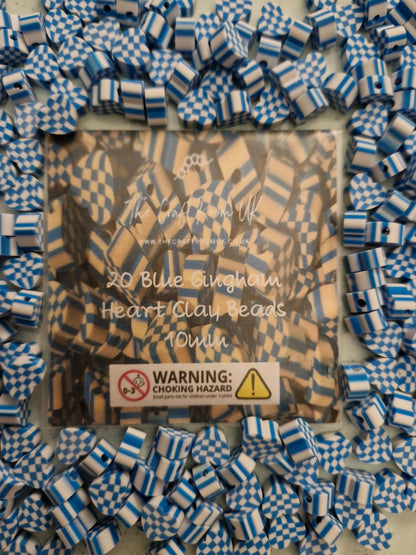 The Craft Room UK
WWW.THECRAFTROOMUK.CO.UK
20 Blue Gingham
Heart Clay Beads
10mm
0-3
WARNING:
CHOKING HAZARD
Small parts not for children under 3 years